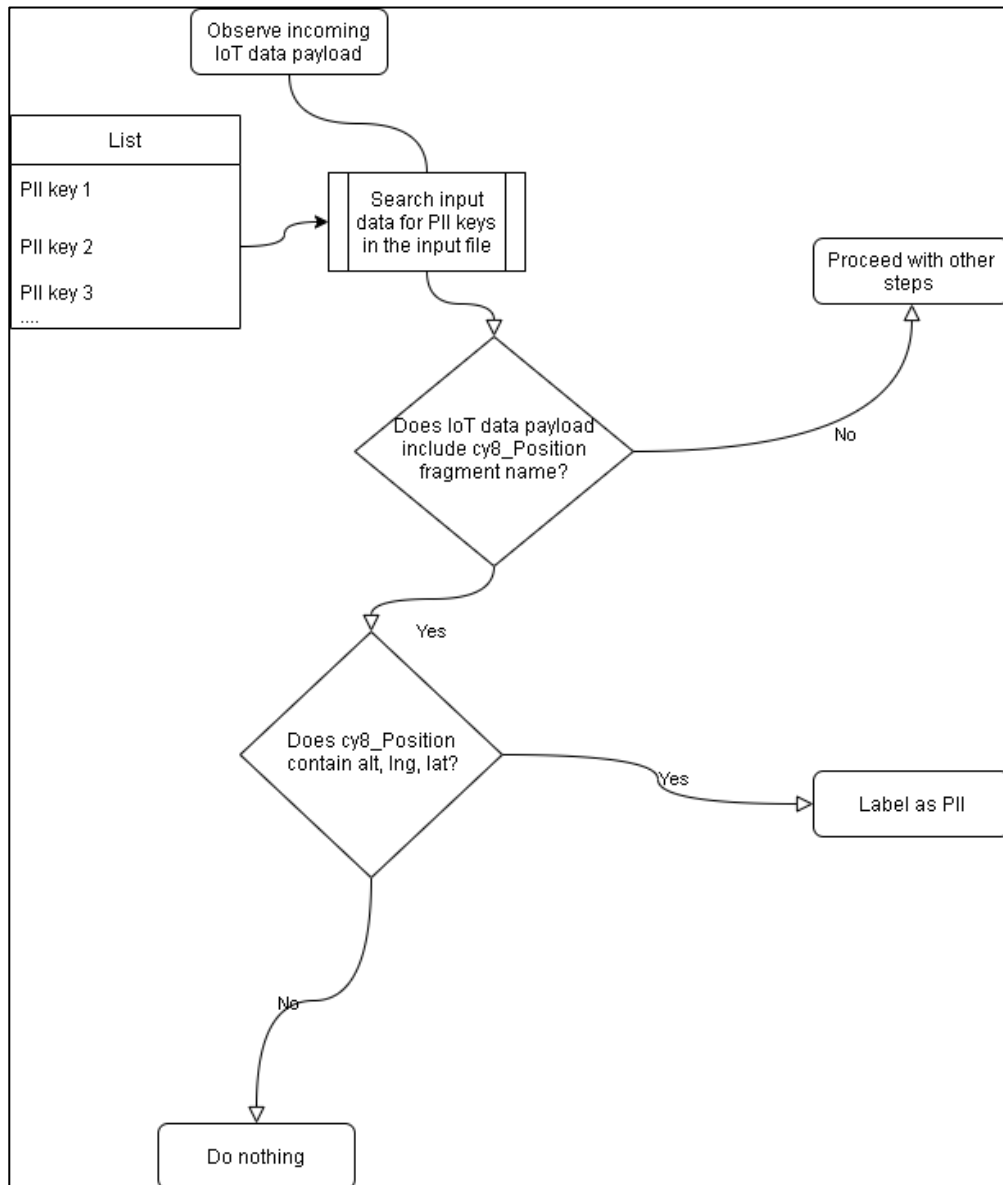 Observe incoming
IoT data payload
List
PII key 1
PII key 2
PII key 3
....
Search input
data for PII keys
in the input file
Proceed with other
steps
Does IoT data payload
include cy8_Position
fragment name?
No
Yes
Does cy8_Position
contain alt, lng, lat?
Yes
Label as PII
No
Do nothing